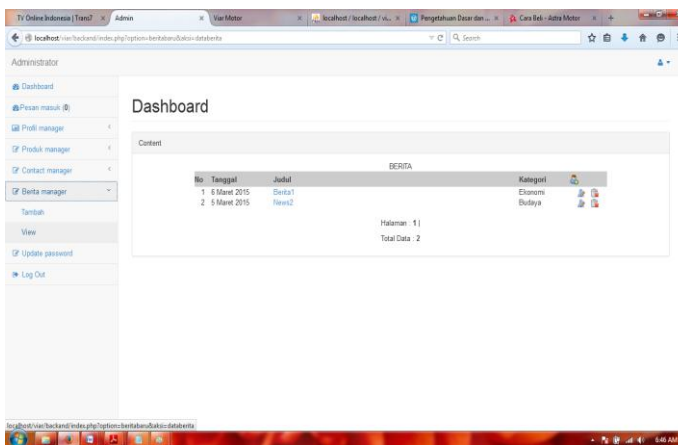 TV Online Indonesia | Trans7
Admin
Viar Motor
localhost / localhost / vi...
Pengetahuan Dasar dan ...
Cara Beli - Astra Motor
localhost/viar/backand/index.php?option=beritabaru&aksi=databerita
Search
Administrator
Dashboard
Pesan masuk (0)
Profil manager
Produk manager
Contact manager
Berita manager
Tambah
View
Update password
Log Out
Dashboard
Content
BERITA
No Tanggal Judul Kategori
1 6 Maret 2015 Berita1 Ekonomi
2 5 Maret 2015 News2 Budaya
Halaman : 1 |
Total Data : 2
localhost/viar/backand/index.php?option=beritabaru&aksi=databerita
6:46 AM